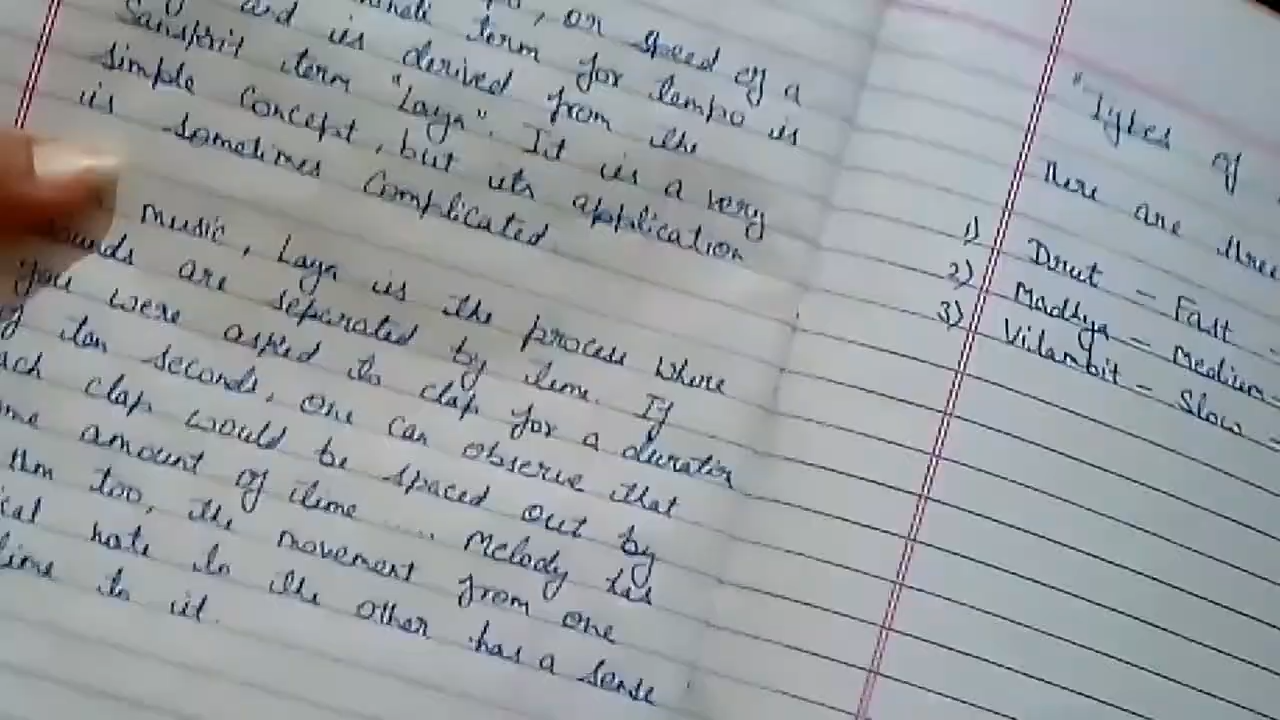 , or speed of a
term for tempo is
and is derived from the
Sanskrit term "Laya". It is a very
simple concept, but its application
is sometimes complicated
music, Laya is the process where
sounds are separated by time. If
you were asked to clap for a duration
ten seconds, one can observe that
clap would be spaced out by
amount of time ... Melody
too, the movement from one
note to the other has a sense
time to it.
"Types of
There are three
1) Drut - Fast -
2) Madhya - Medium -
3) Vilambit - Slow -